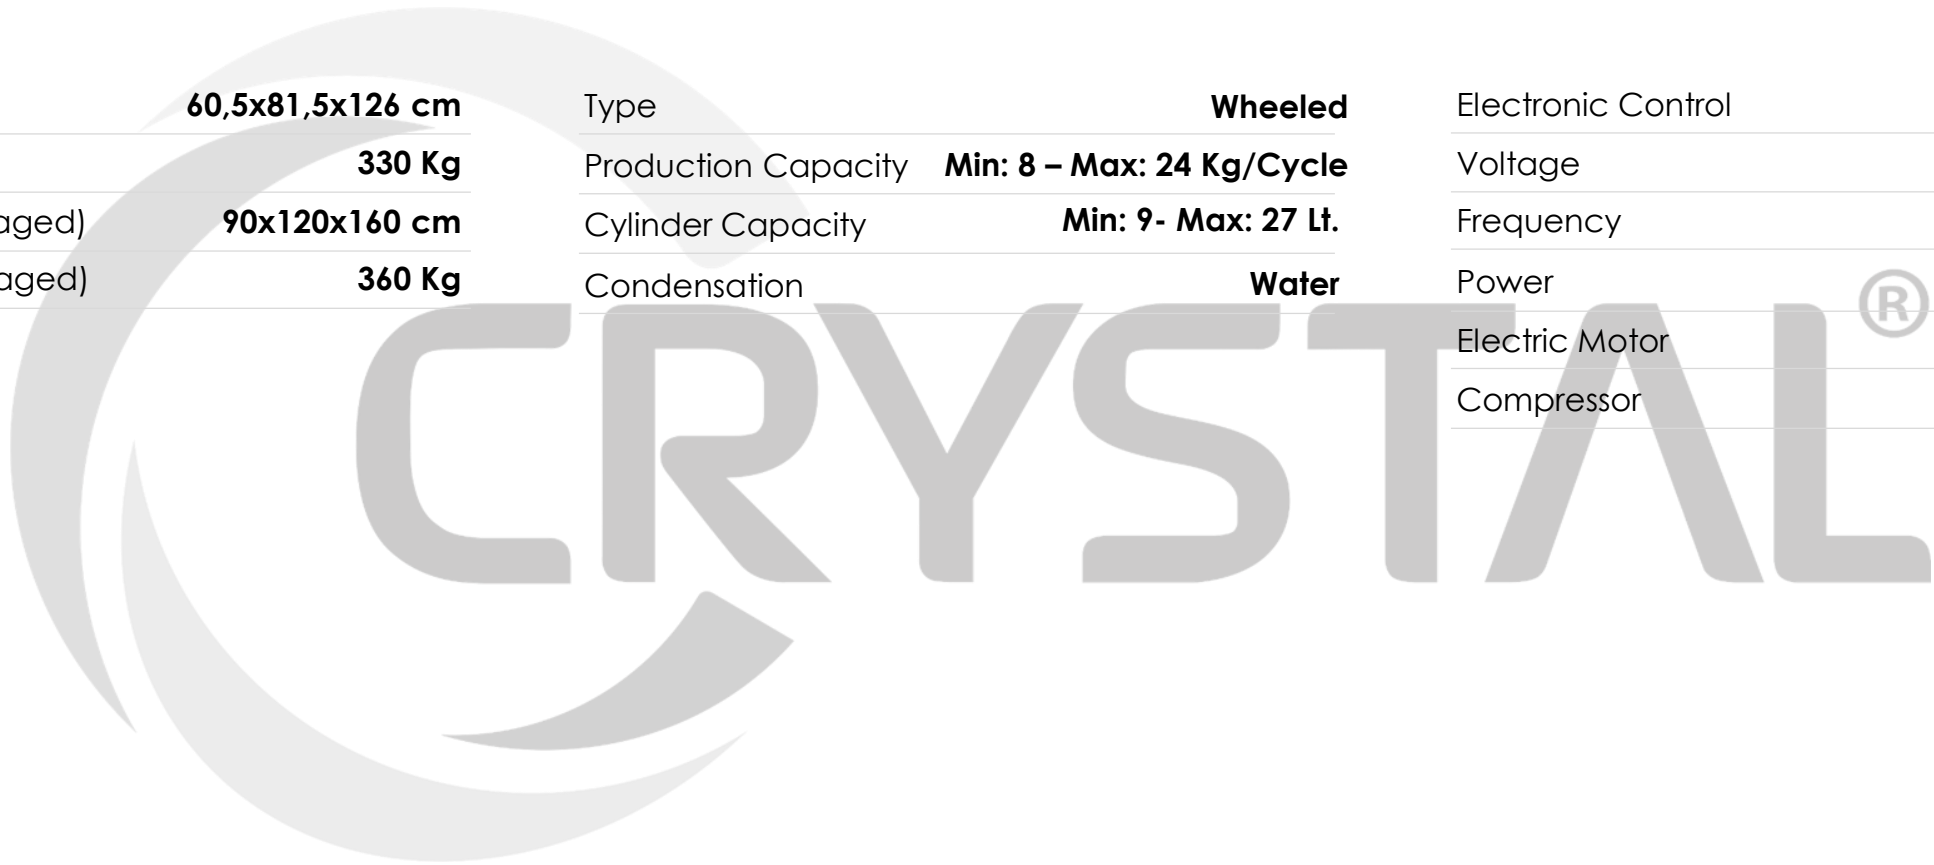 60,5x81,5x126 cm
330 Kg
aged) 90x120x160 cm
aged) 360 Kg
Type Wheeled
Production Capacity Min: 8 – Max: 24 Kg/Cycle
Cylinder Capacity Min: 9- Max: 27 Lt.
Condensation Water
Electronic Control
Voltage
Frequency
Power
Electric Motor
Compressor
CRYSTAL®